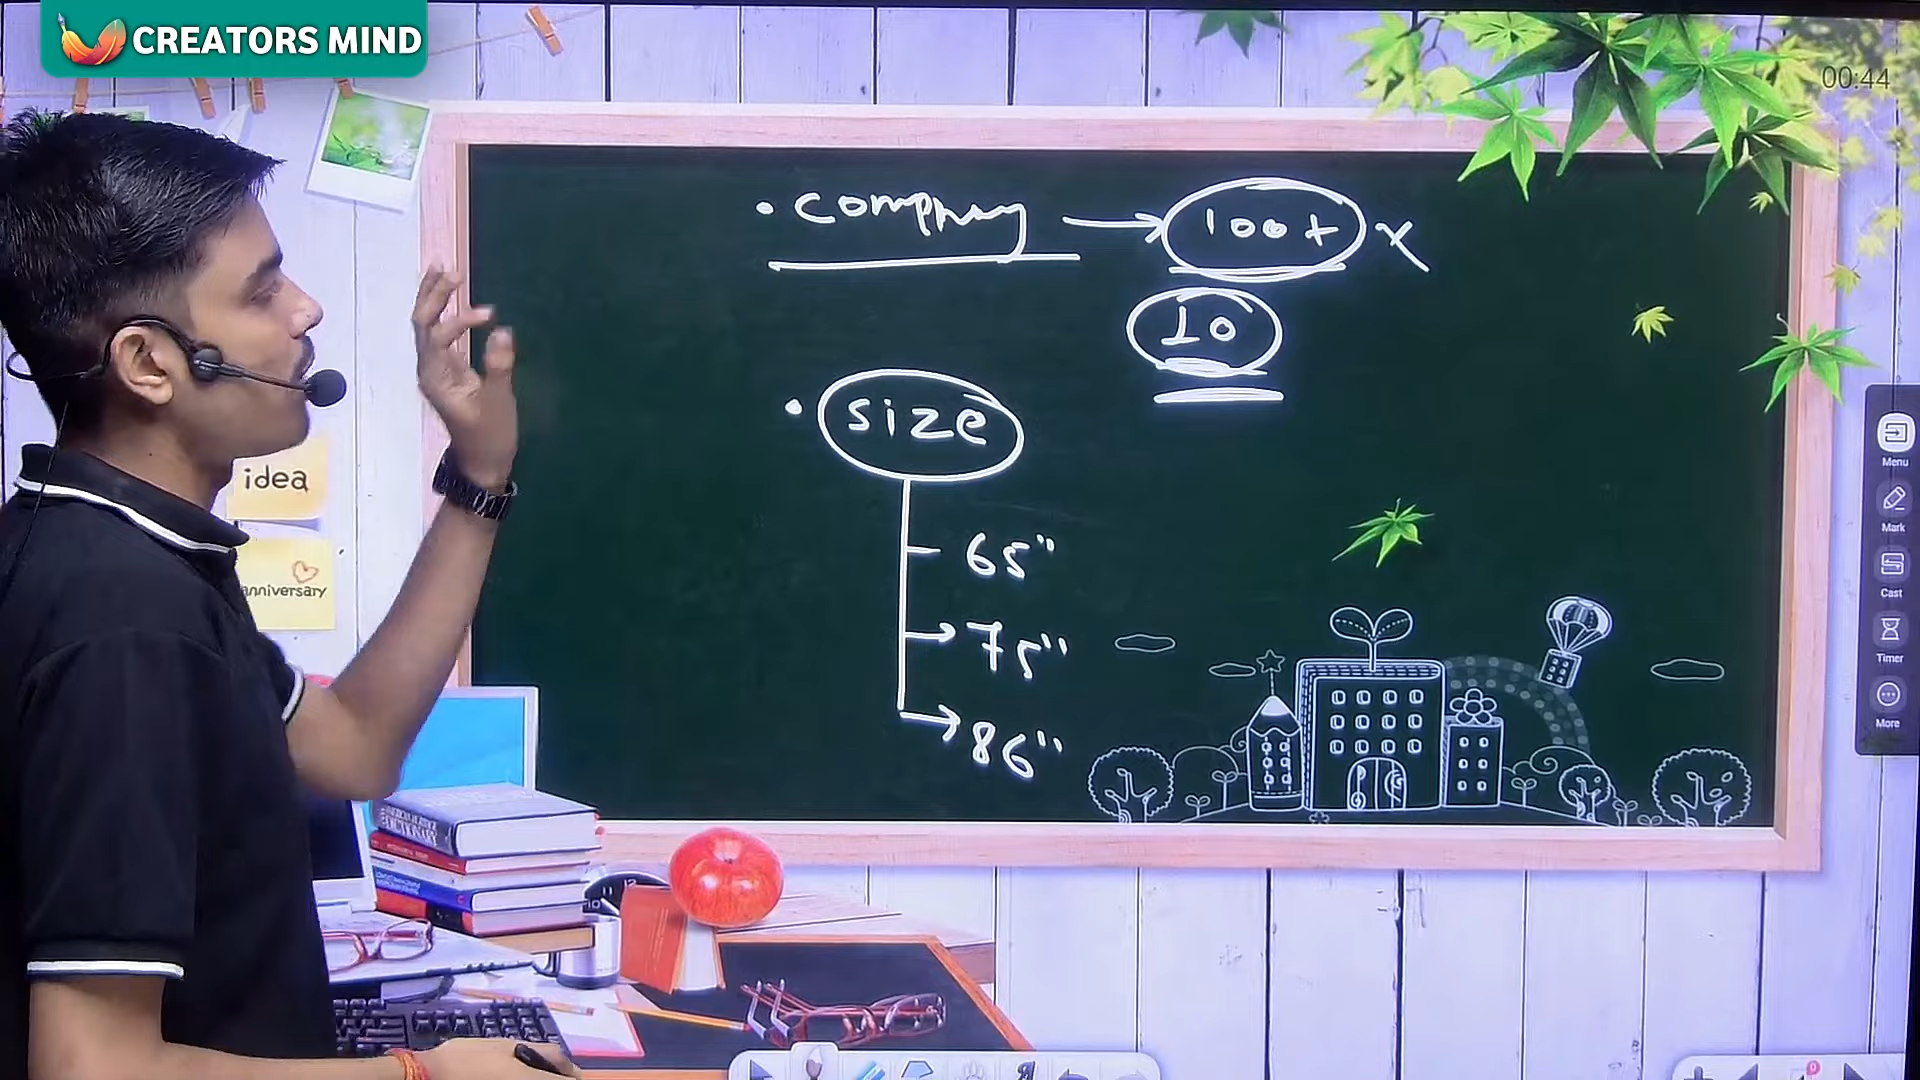 CREATORS MIND
00:44
• company → 100+ x
10
• size
65"
75"
86"
idea
anniversary
Menu
Mark
Cast
Timer
More